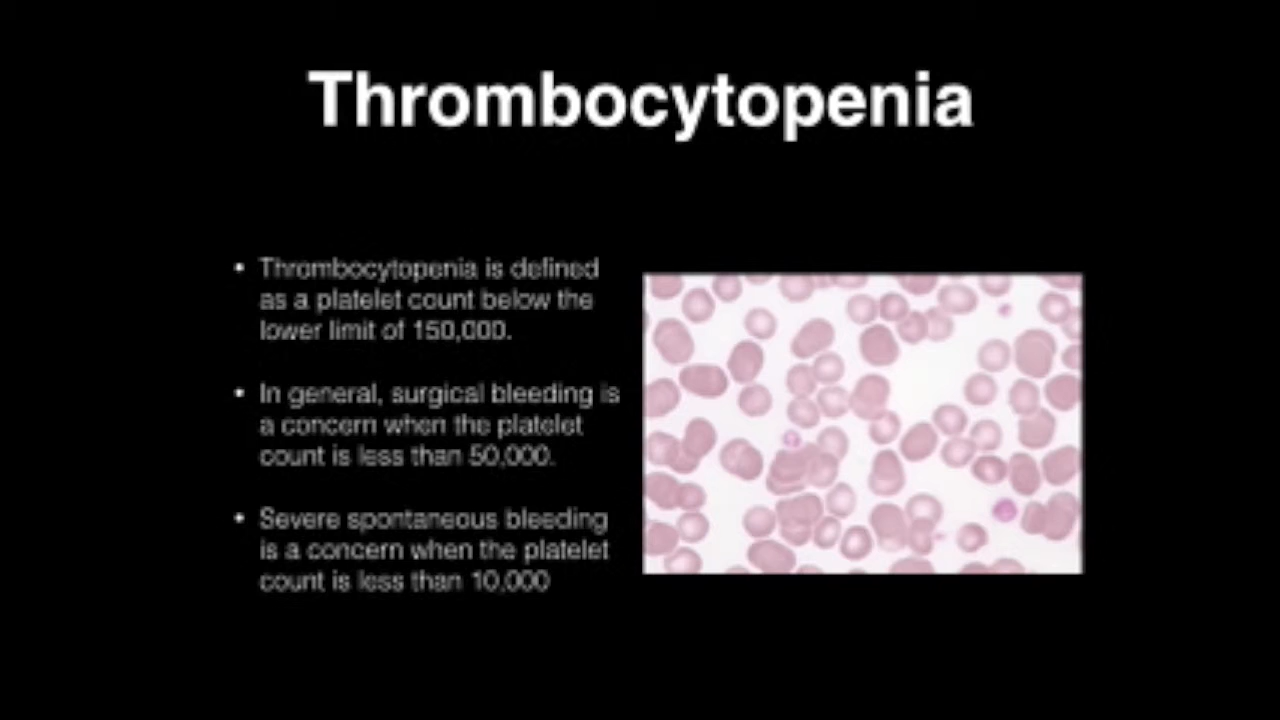 Thrombocytopenia
• Thrombocytopenia is defined
as a platelet count below the
lower limit of 150,000.
• In general, surgical bleeding is
a concern when the platelet
count is less than 50,000.
• Severe spontaneous bleeding
is a concern when the platelet
count is less than 10,000